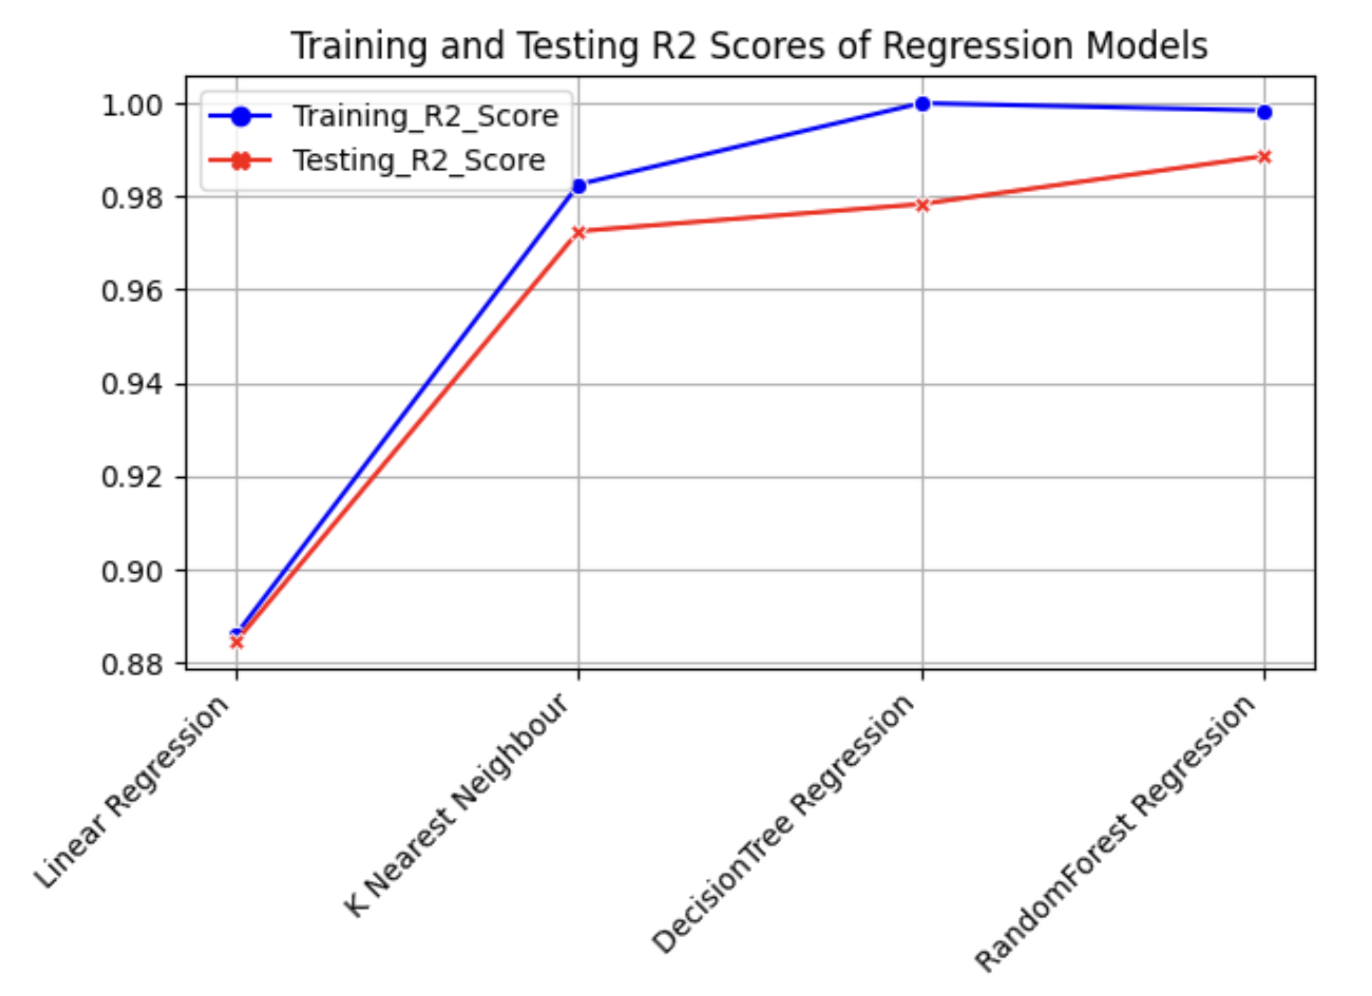 Training and Testing R2 Scores of Regression Models
Training_R2_Score
Testing_R2_Score
1.00
0.98
0.96
0.94
0.92
0.90
0.88
Linear Regression
K Nearest Neighbour
DecisionTree Regression
RandomForest Regression